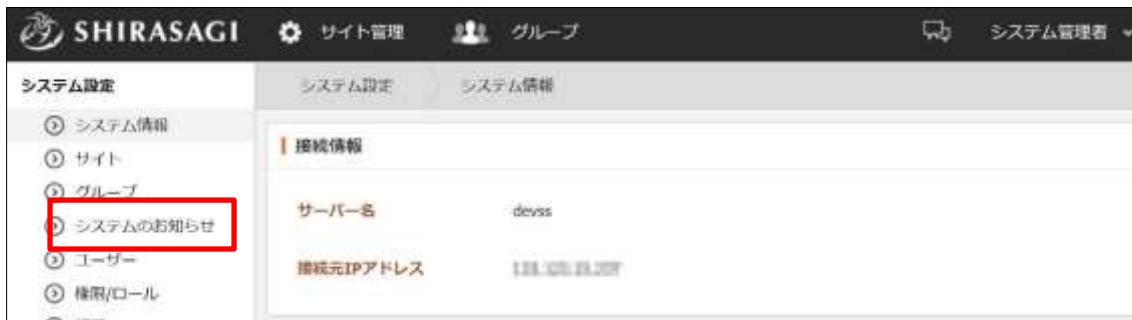 SHIRASAGI サイト管理 グループ システム管理者
システム設定 システム設定 システム情報
システム情報
サイト
グループ
システムのお知らせ
ユーザー
権限/ロール
接続情報
サーバー名 devss
接続元IPアドレス